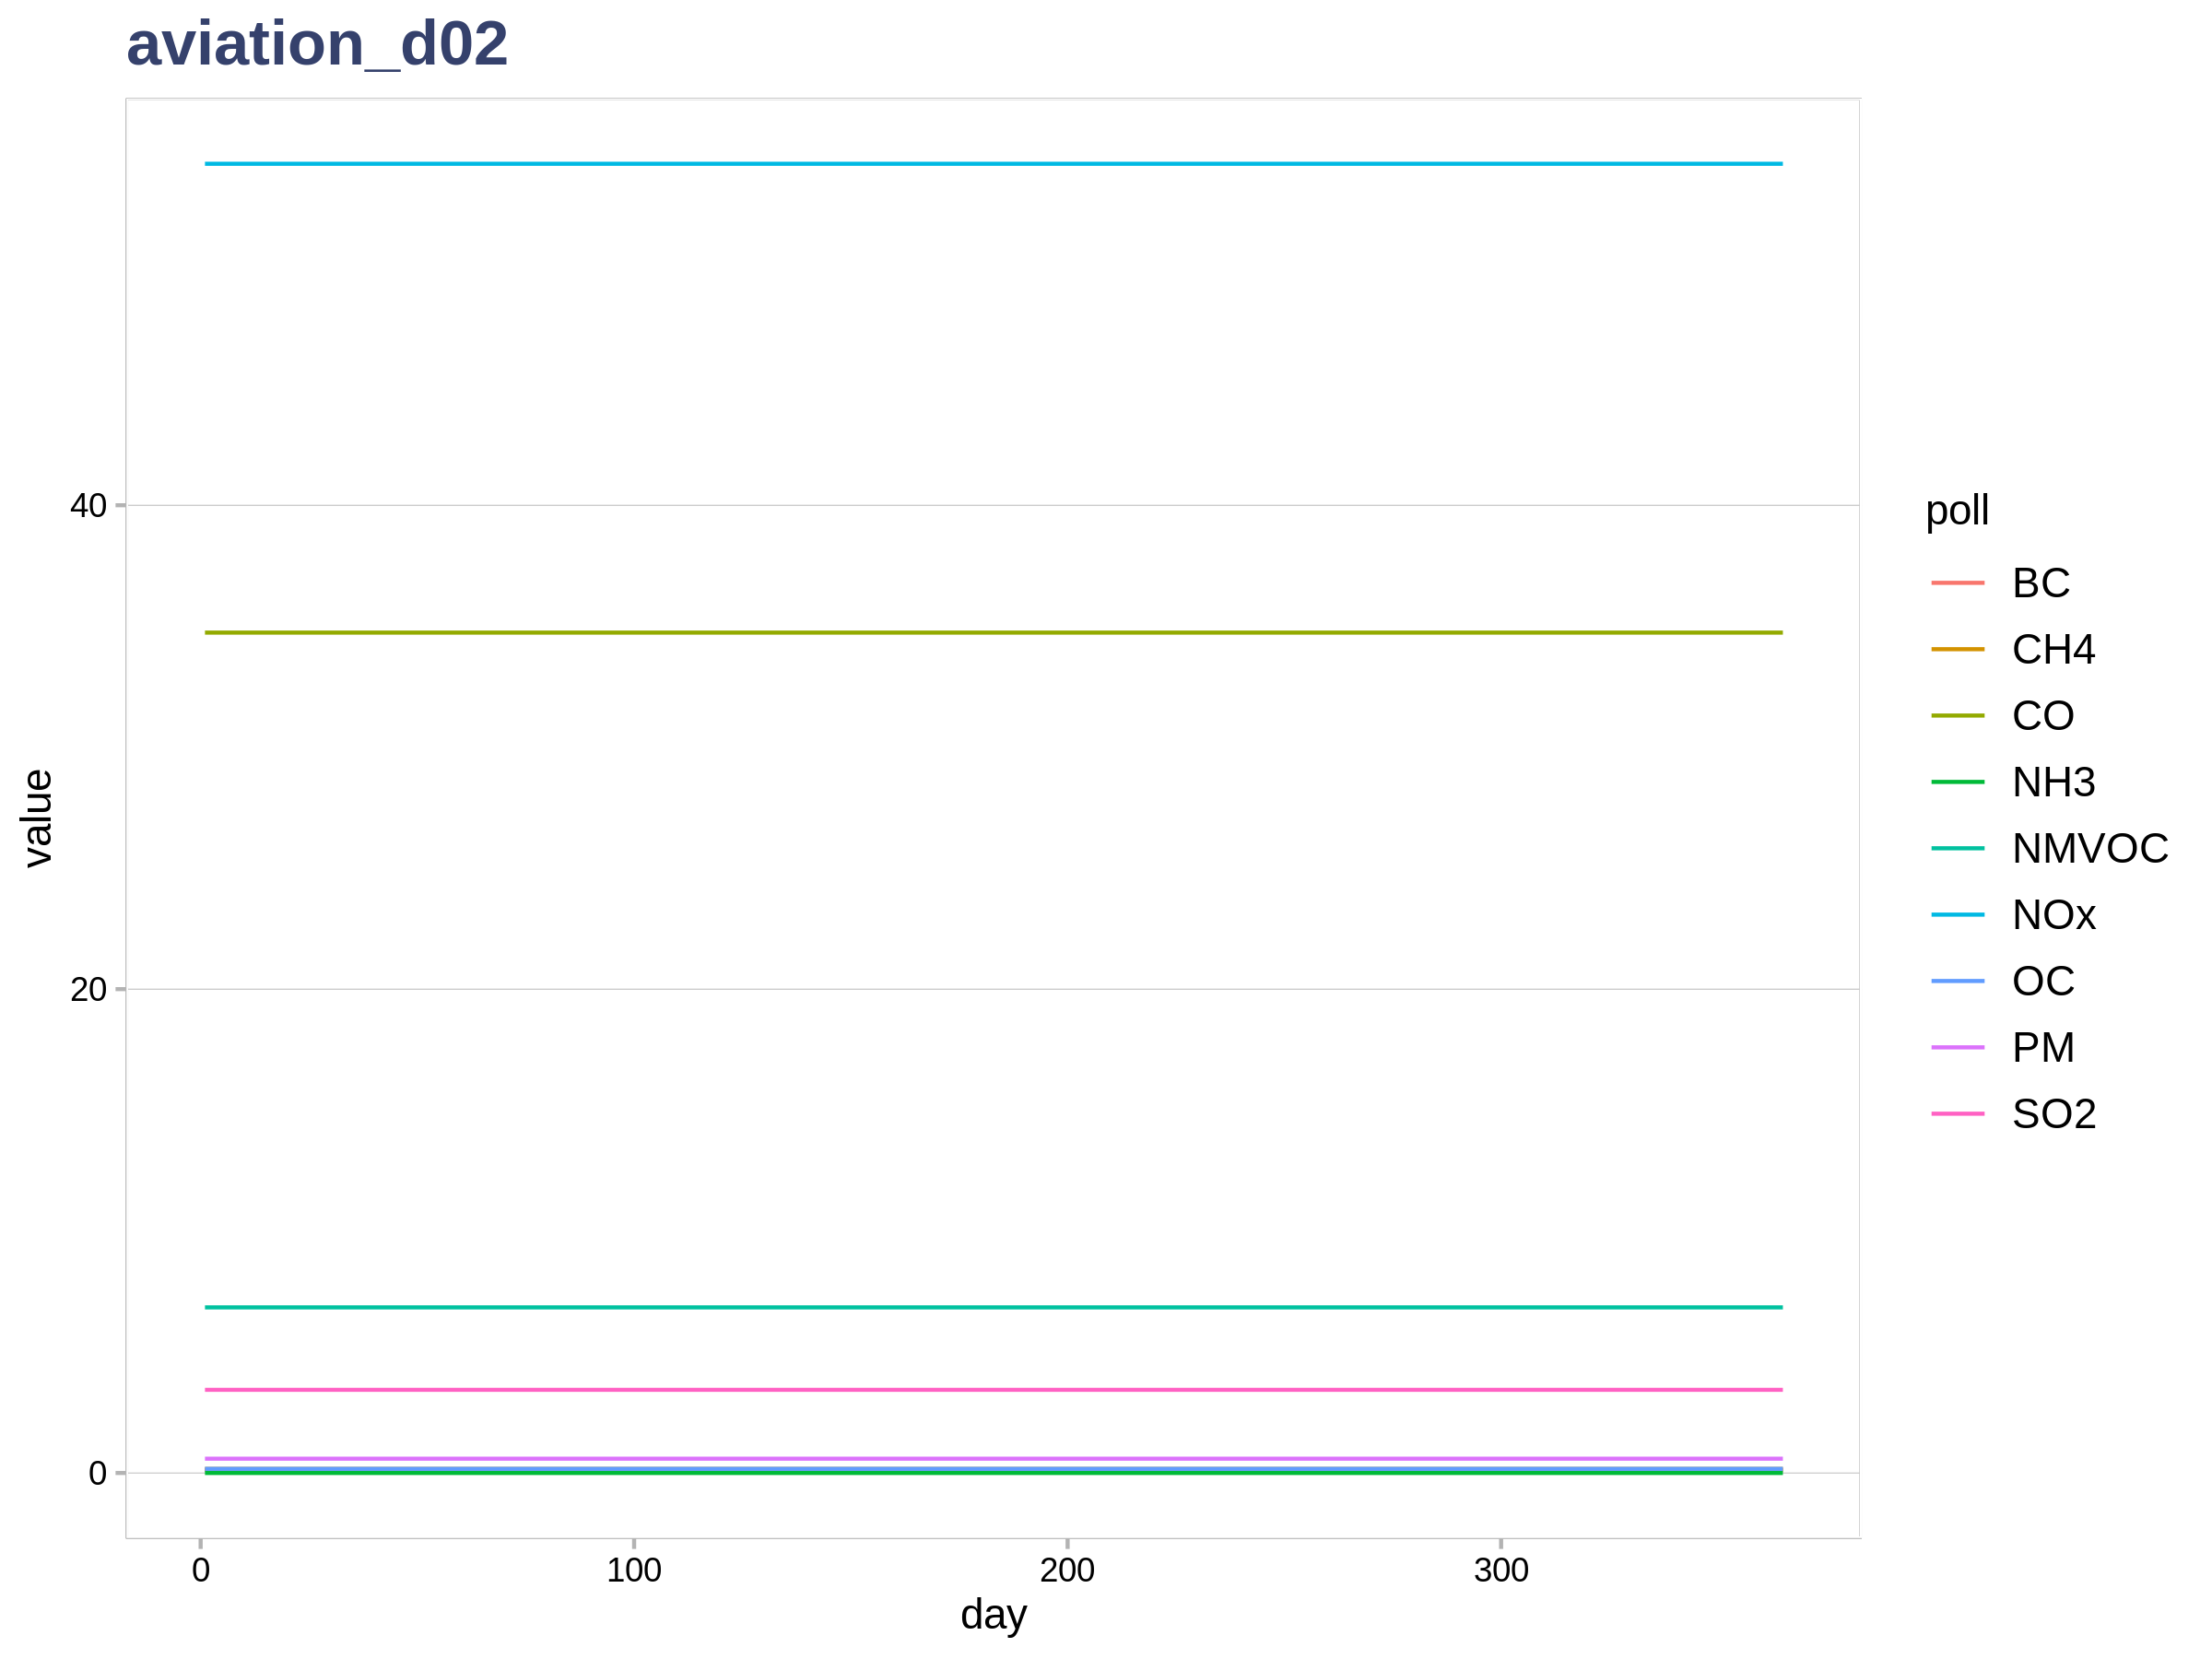 aviation_d02
40
20
0
value
0
100
200
300
day
poll
BC
CH4
CO
NH3
NMVOC
NOx
OC
PM
SO2